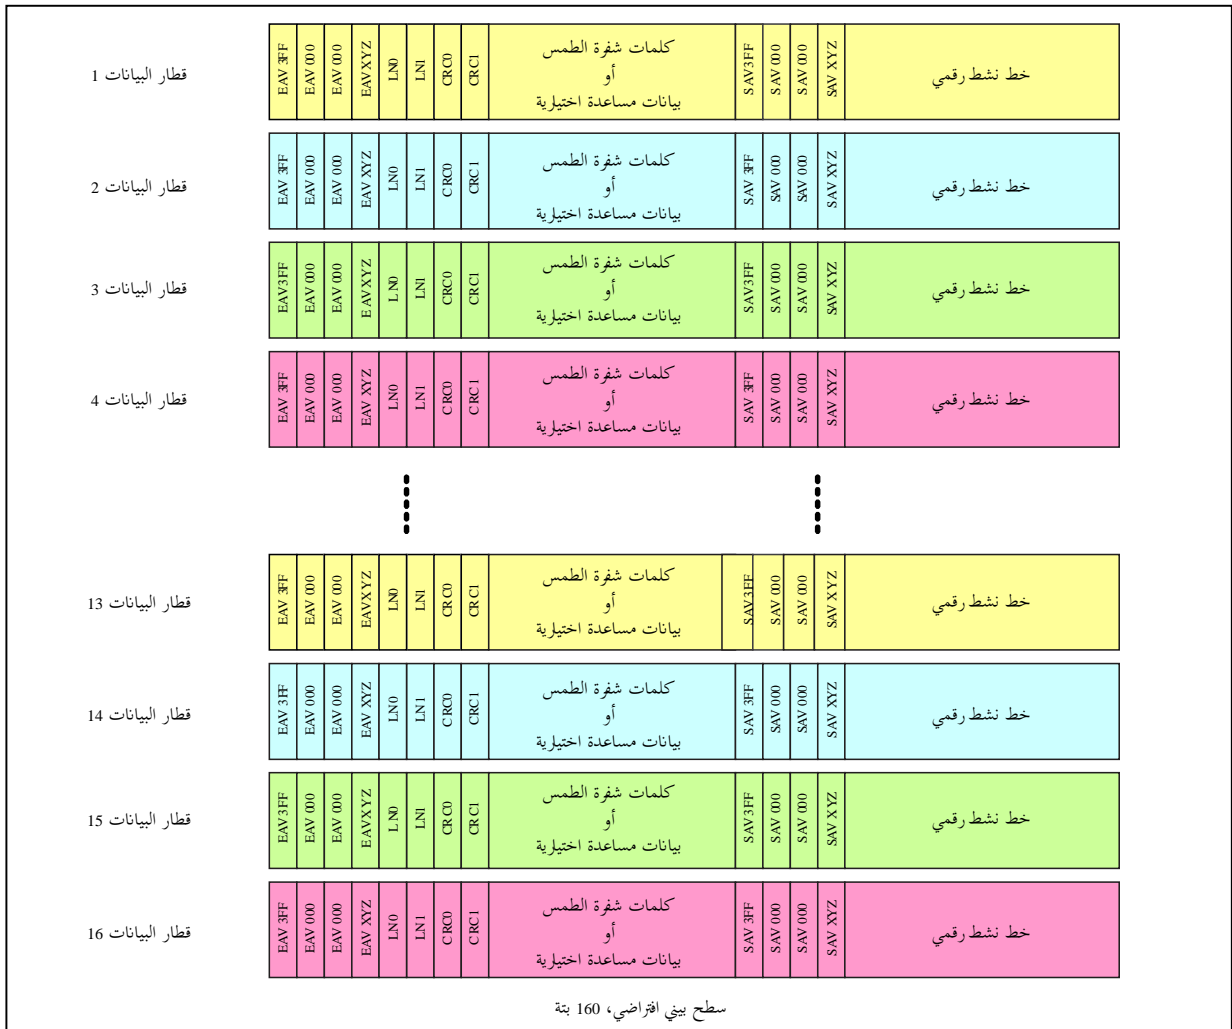 قطار البيانات 1
EAV 3FF EAV 000 EAV 000 EAV XYZ LN0 LN1 CRC0 CRC1
كلمات شفرة الطمس
أو
بيانات مساعدة اختيارية
SAV 3FF SAV 000 SAV 000 SAV XYZ
خط نشط رقمي
قطار البيانات 2
EAV 3FF EAV 000 EAV 000 EAV XYZ LN0 LN1 CRC0 CRC1
كلمات شفرة الطمس
أو
بيانات مساعدة اختيارية
SAV 3FF SAV 000 SAV 000 SAV XYZ
خط نشط رقمي
قطار البيانات 3
EAV 3FF EAV 000 EAV 000 EAV XYZ LN0 LN1 CRC0 CRC1
كلمات شفرة الطمس
أو
بيانات مساعدة اختيارية
SAV 3FF SAV 000 SAV 000 SAV XYZ
خط نشط رقمي
قطار البيانات 4
EAV 3FF EAV 000 EAV 000 EAV XYZ LN0 LN1 CRC0 CRC1
كلمات شفرة الطمس
أو
بيانات مساعدة اختيارية
SAV 3FF SAV 000 SAV 000 SAV XYZ
خط نشط رقمي
قطار البيانات 13
EAV 3FF EAV 000 EAV 000 EAV XYZ LN0 LN1 CRC0 CRC1
كلمات شفرة الطمس
أو
بيانات مساعدة اختيارية
SAV 3FF SAV 000 SAV 000 SAV XYZ
خط نشط رقمي
قطار البيانات 14
EAV 3FF EAV 000 EAV 000 EAV XYZ LN0 LN1 CRC0 CRC1
كلمات شفرة الطمس
أو
بيانات مساعدة اختيارية
SAV 3FF SAV 000 SAV 000 SAV XYZ
خط نشط رقمي
قطار البيانات 15
EAV 3FF EAV 000 EAV 000 EAV XYZ LN0 LN1 CRC0 CRC1
كلمات شفرة الطمس
أو
بيانات مساعدة اختيارية
SAV 3FF SAV 000 SAV 000 SAV XYZ
خط نشط رقمي
قطار البيانات 16
EAV 3FF EAV 000 EAV 000 EAV XYZ LN0 LN1 CRC0 CRC1
كلمات شفرة الطمس
أو
بيانات مساعدة اختيارية
SAV 3FF SAV 000 SAV 000 SAV XYZ
خط نشط رقمي
سطح بيني افتراضي، 160 بتة